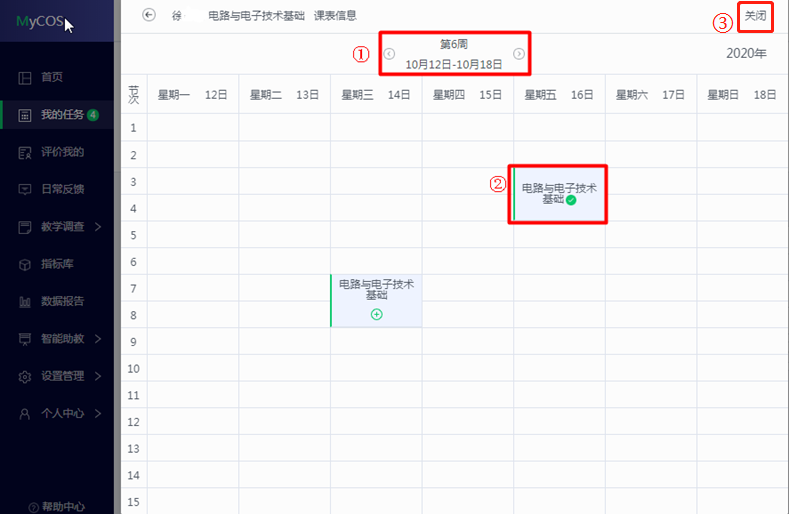 MyCOS
首页
我的任务 4
评价我的
日常反馈
教学调查
指标库
数据报告
智能助教
设置管理
个人中心
帮助中心
徐 电路与电子技术基础 课表信息
③ 关闭
① 第6周
10月12日-10月18日
2020年
节次 星期一 12日 星期二 13日 星期三 14日 星期四 15日 星期五 16日 星期六 17日 星期日 18日
1
2
3
② 电路与电子技术
基础
4
5
6
7
电路与电子技术
基础
8
9
10
11
12
13
14
15